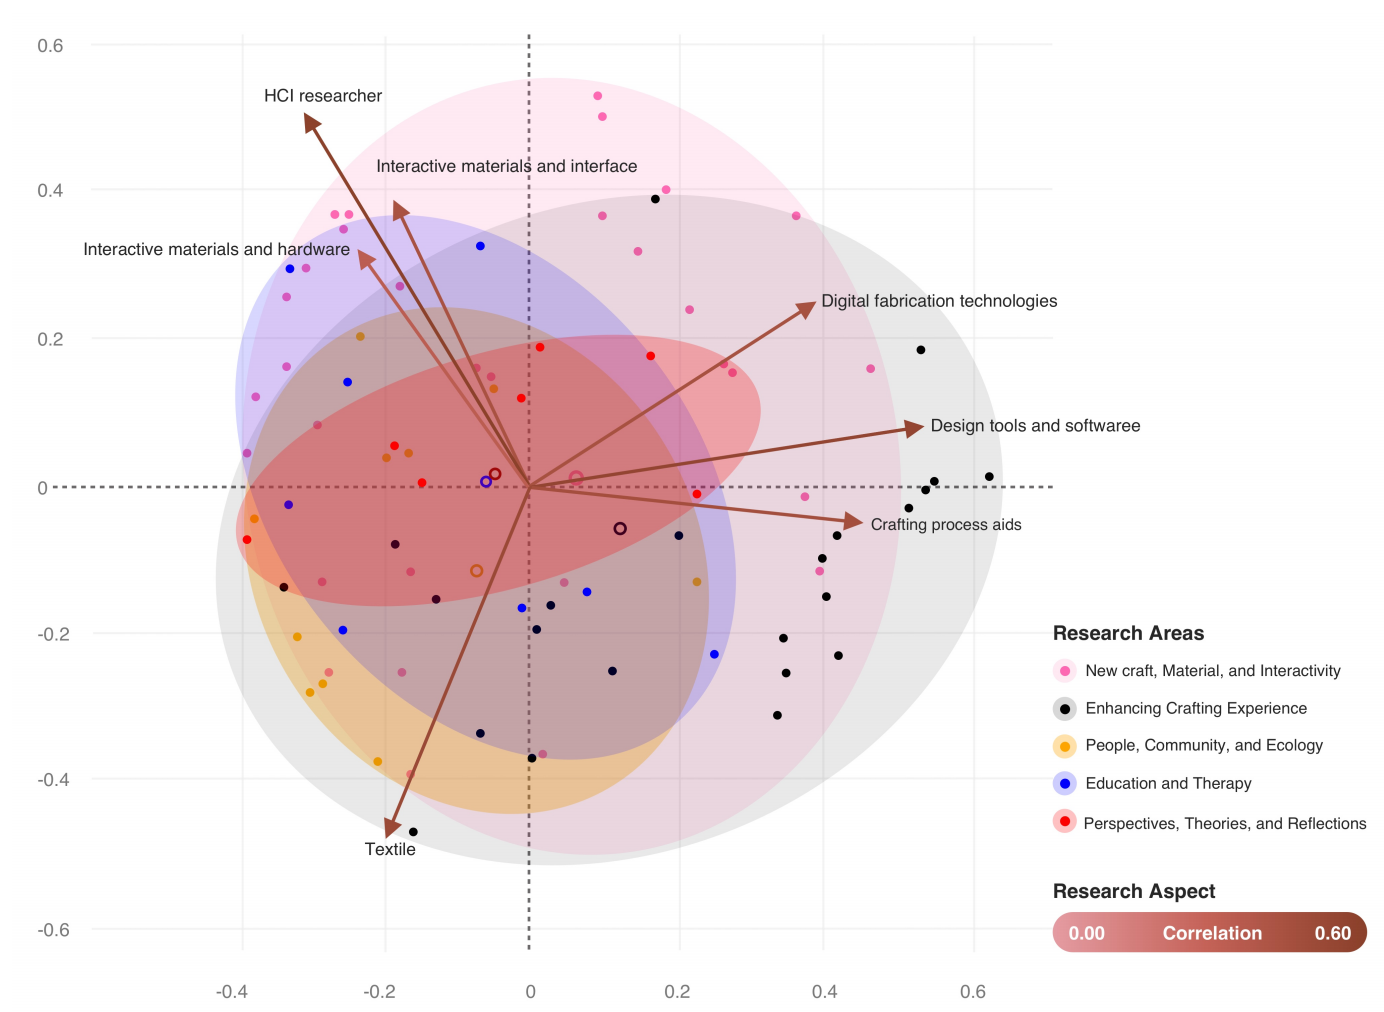 0.6
HCI researcher
Interactive materials and interface
0.4
Interactive materials and hardware
Digital fabrication technologies
0.2
Design tools and softwaree
0
Crafting process aids
-0.2
Research Areas
New craft, Material, and Interactivity
Enhancing Crafting Experience
People, Community, and Ecology
Education and Therapy
Perspectives, Theories, and Reflections
-0.4
Textile
Research Aspect
0.00 Correlation 0.60
-0.6
-0.4 -0.2 0 0.2 0.4 0.6